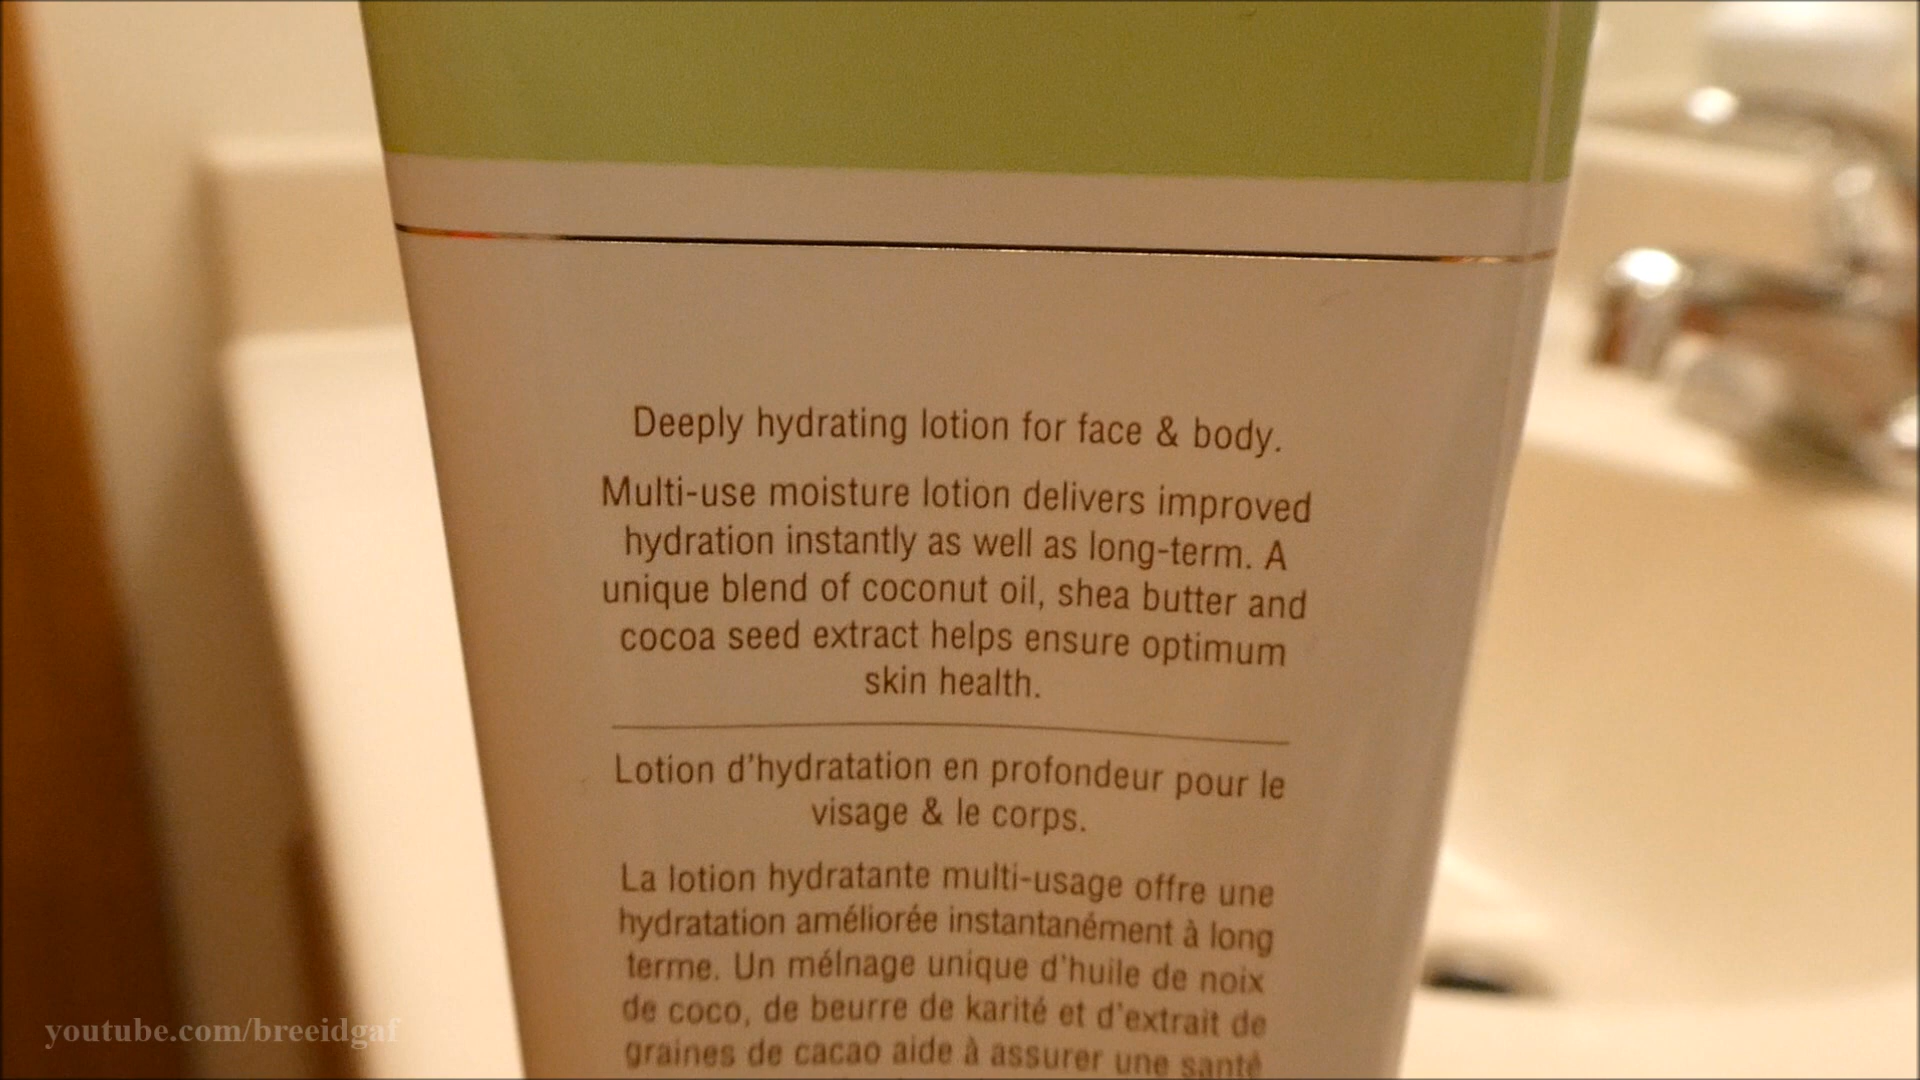 Deeply hydrating lotion for face & body.
Multi-use moisture lotion delivers improved
hydration instantly as well as long-term. A
unique blend of coconut oil, shea butter and
cocoa seed extract helps ensure optimum
skin health.
Lotion d'hydratation en profondeur pour le
visage & le corps.
La lotion hydratante multi-usage offre une
hydratation améliorée instantanément à long
terme. Un mélnage unique d'huile de noix
de coco, de beurre de karité et d'extrait de
graines de cacao aide à assurer une santé
youtube.com/breeidgaf